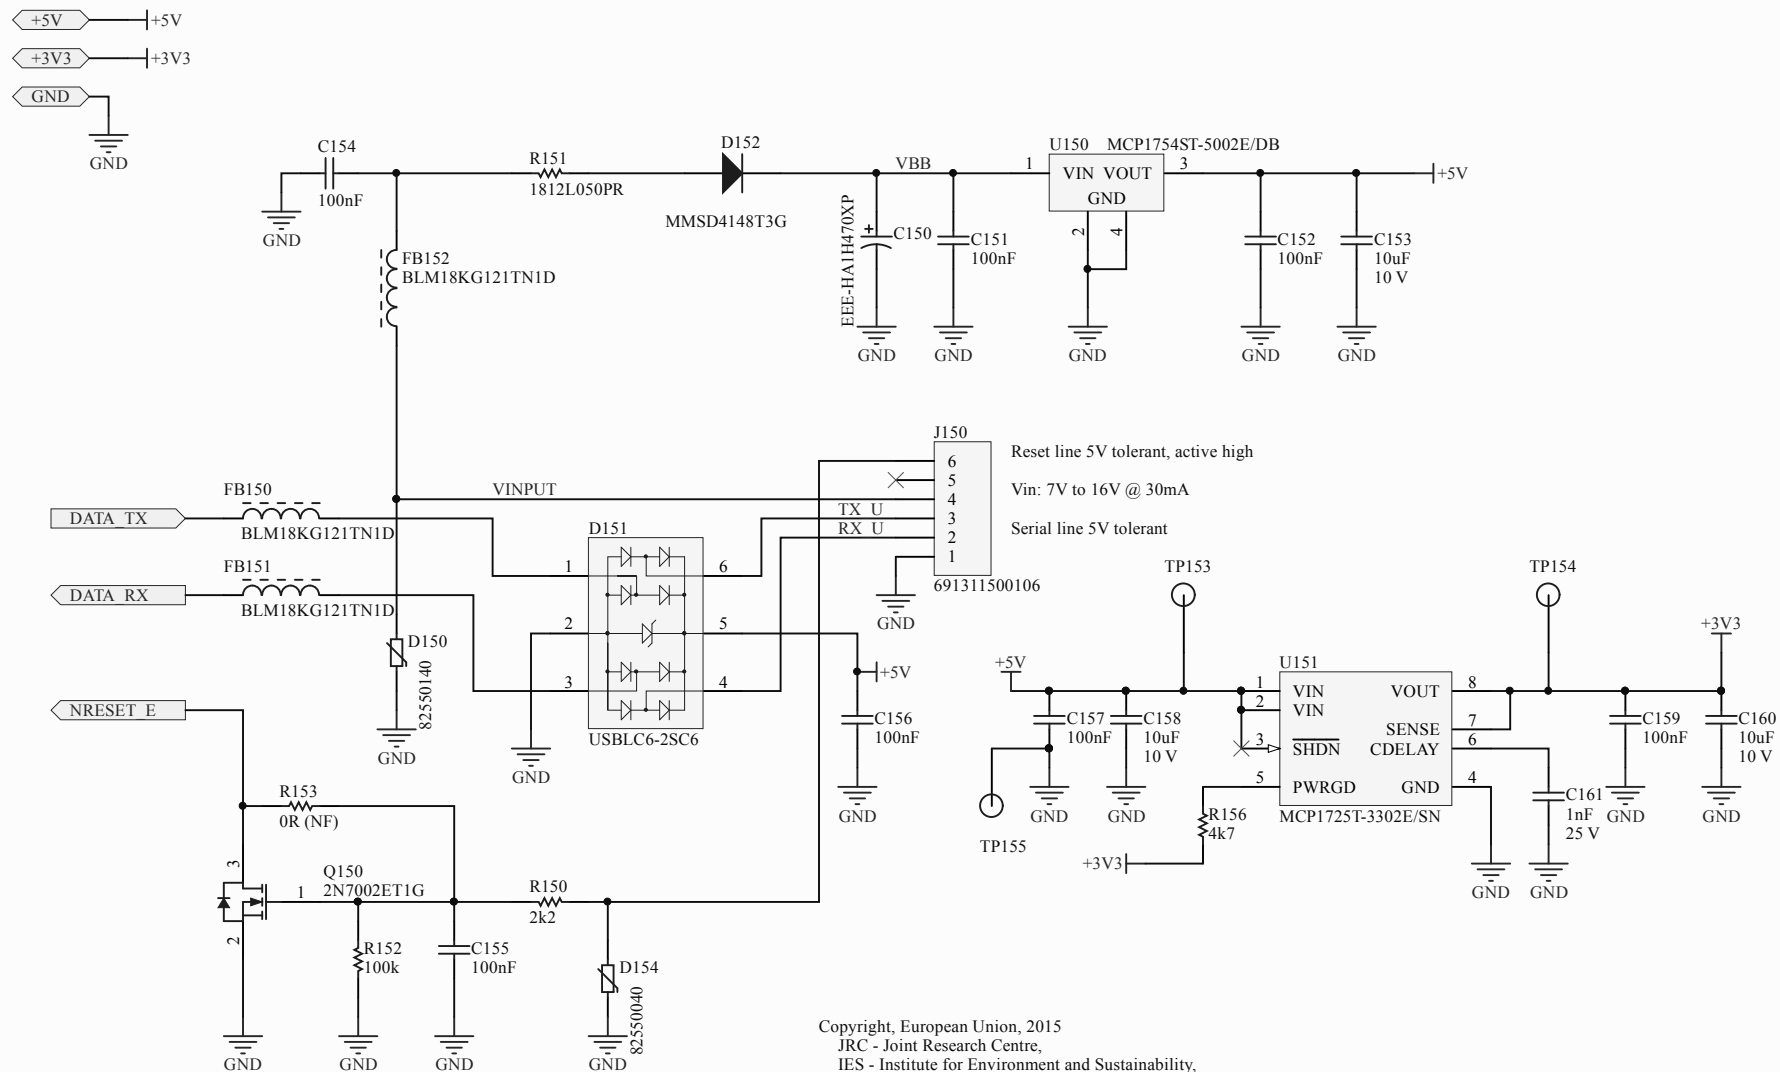 +5V +5V
+3V3 +3V3
GND
GND
C154
100nF
GND
R151
1812L050PR
D152
MMSD4148T3G
VBB
EEE-HA1H470XP
+ C150
GND
C151
100nF
GND
U150 MCP1754ST-5002E/DB
1 VIN VOUT 3
GND
2 4
GND
+5V
C152
100nF
GND
C153
10uF
10 V
GND
FB152
BLM18KG121TN1D
VINPUT
J150
6
5
4
3
2
1
691311500106
GND
Reset line 5V tolerant, active high
Vin: 7V to 16V @ 30mA
Serial line 5V tolerant
TX_U
RX_U
FB150
DATA_TX
BLM18KG121TN1D
FB151
DATA_RX
BLM18KG121TN1D
D150
82550140
GND
D151
1 6
2 5
3 4
USBLC6-2SC6
GND
+5V
C156
100nF
GND
NRESET_E
R153
0R (NF)
3
Q150
2N7002ET1G
1
2
GND
R152
100k
GND
C155
100nF
GND
R150
2k2
D154
82550040
GND
TP153
TP154
+5V
+3V3
C157
100nF
GND
C158
10uF
10 V
GND
TP155
U151
1 VIN VOUT 8
2 VIN
SENSE 7
3 SHDN CDELAY 6
5 PWRGD GND 4
MCP1725T-3302E/SN
R156
4k7
+3V3
GND
C161
1nF
25 V
GND
C159
100nF
GND
C160
10uF
10 V
GND
Copyright, European Union, 2015
JRC - Joint Research Centre,
IES - Institute for Environment and Sustainability,